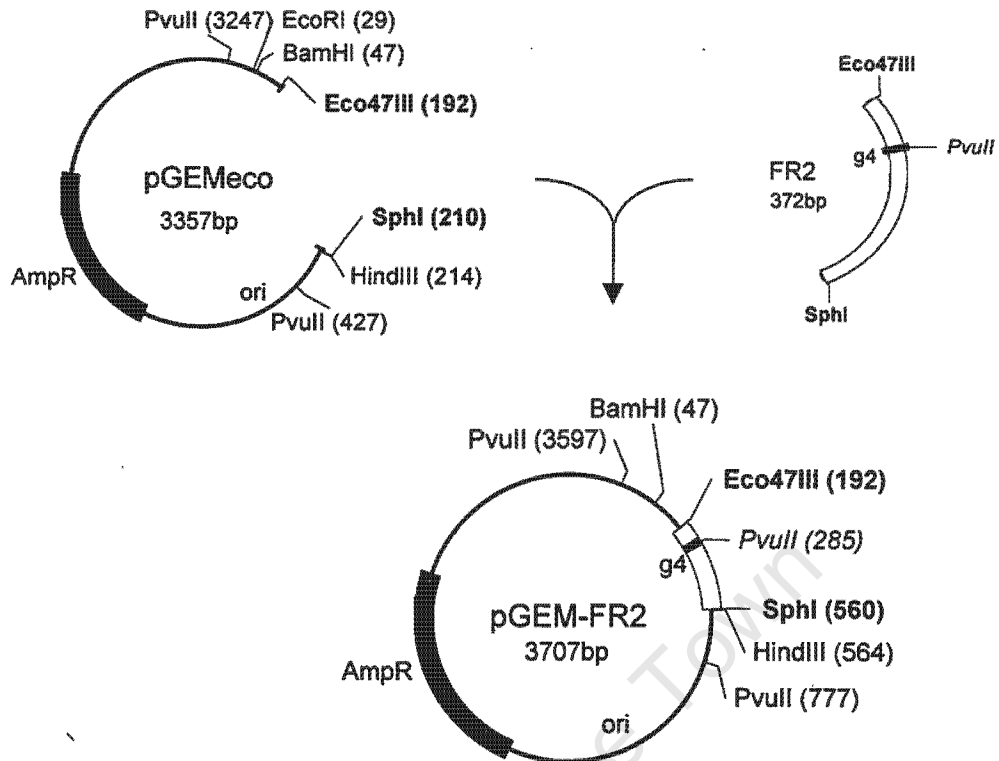 PvuII (3247) EcoRI (29)
BamHI (47)
Eco47III (192)
pGEMeco
3357bp
SphI (210)
HindIII (214)
AmpR
ori
PvuII (427)
Eco47III
g4
PvuII
FR2
372bp
SphI
BamHI (47)
PvuII (3597)
Eco47III (192)
PvuII (285)
g4
SphI (560)
pGEM-FR2
3707bp
HindIII (564)
AmpR
PvuII (777)
ori
Town